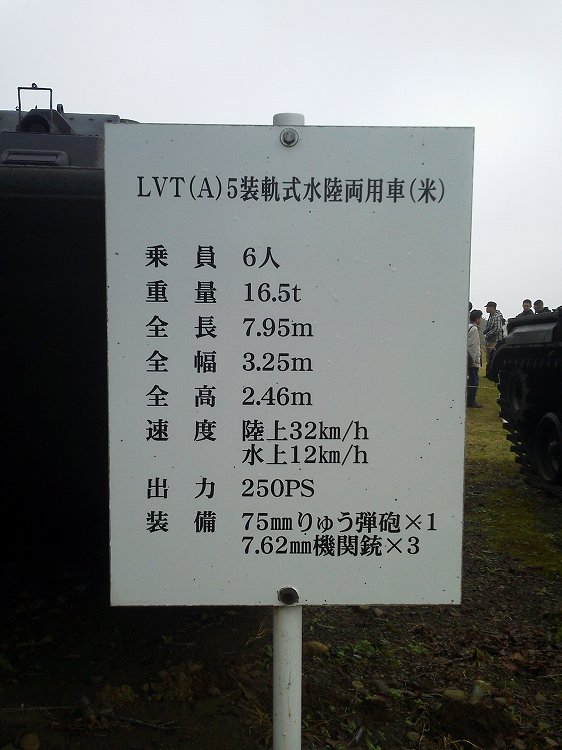 LVT(A)5装軌式水陸両用車(米)
乗員 6人
重量 16.5t
全長 7.95m
全幅 3.25m
全高 2.46m
速度 陸上32㎞/h
水上12㎞/h
出力 250PS
装備 75㎜りゅう弾砲×1
7.62㎜機関銃×3